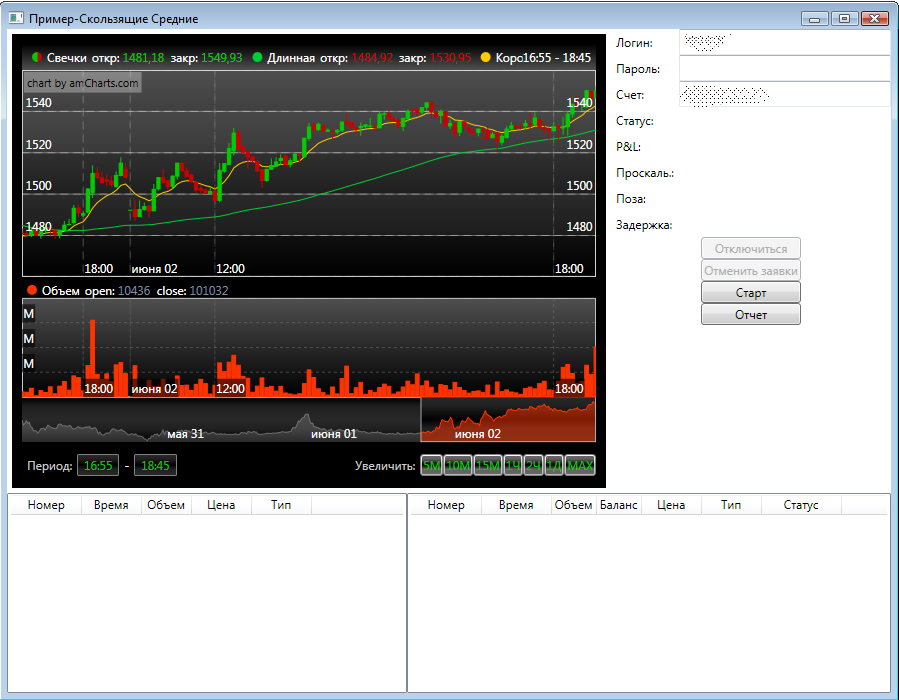 Пример-Скользящие Средние
Свечки откр: 1481,18 закр: 1549,93 Длинная откр: 1484,92 закр: 1530,95 Коро16:55 - 18:45
chart by amCharts.com
1540 1540
1520 1520
1500 1500
1480 1480
18:00 июня 02 12:00 18:00
Объем open: 10436 close: 101032
M
M
M
18:00 июня 02 12:00 18:00
мая 31 июня 01 июня 02
Период: 16:55 - 18:45 Увеличить: 5M 10M 15M 1Ч 2Ч 1Д MAX
Логин:
Пароль:
Счет:
Статус:
P&L:
Проскаль.:
Поза:
Задержка:
Отключиться
Отменить заявки
Старт
Отчет
Номер Время Объем Цена Тип
Номер Время Объем Баланс Цена Тип Статус